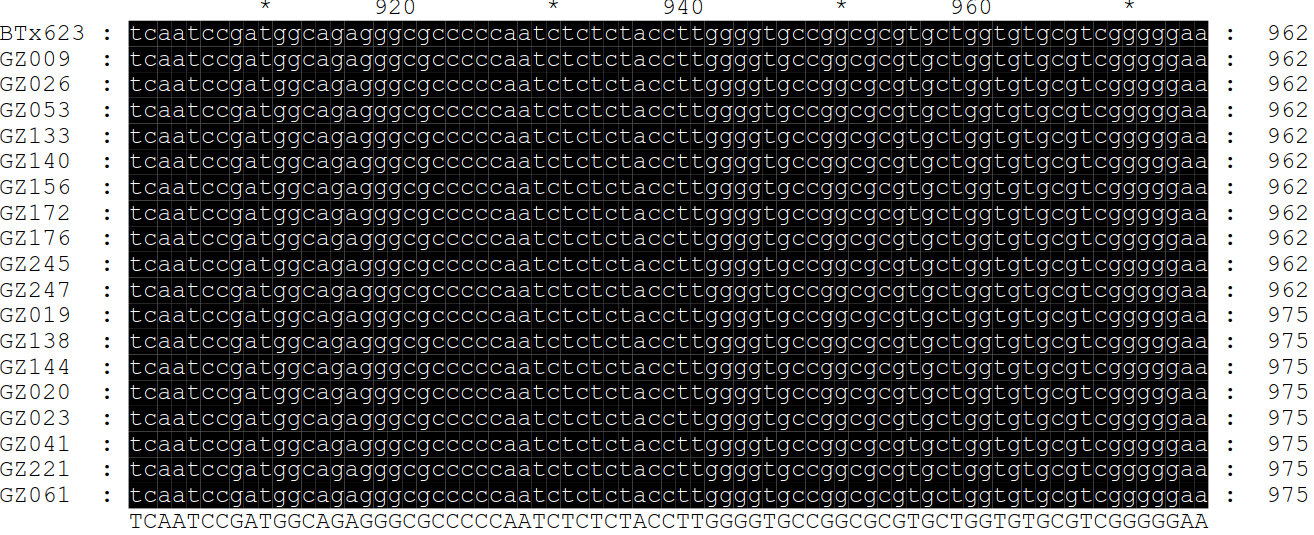 * 920 * 940 * 960 *
BTx623 : tcaatccgatggcagagggcgcccccaatctctctaccttggggtgccggcgcgtgctggtgtgcgtcgggggaa : 962
GZ009 : tcaatccgatggcagagggcgcccccaatctctctaccttggggtgccggcgcgtgctggtgtgcgtcgggggaa : 962
GZ026 : tcaatccgatggcagagggcgcccccaatctctctaccttggggtgccggcgcgtgctggtgtgcgtcgggggaa : 962
GZ053 : tcaatccgatggcagagggcgcccccaatctctctaccttggggtgccggcgcgtgctggtgtgcgtcgggggaa : 962
GZ133 : tcaatccgatggcagagggcgcccccaatctctctaccttggggtgccggcgcgtgctggtgtgcgtcgggggaa : 962
GZ140 : tcaatccgatggcagagggcgcccccaatctctctaccttggggtgccggcgcgtgctggtgtgcgtcgggggaa : 962
GZ156 : tcaatccgatggcagagggcgcccccaatctctctaccttggggtgccggcgcgtgctggtgtgcgtcgggggaa : 962
GZ172 : tcaatccgatggcagagggcgcccccaatctctctaccttggggtgccggcgcgtgctggtgtgcgtcgggggaa : 962
GZ176 : tcaatccgatggcagagggcgcccccaatctctctaccttggggtgccggcgcgtgctggtgtgcgtcgggggaa : 962
GZ245 : tcaatccgatggcagagggcgcccccaatctctctaccttggggtgccggcgcgtgctggtgtgcgtcgggggaa : 962
GZ247 : tcaatccgatggcagagggcgcccccaatctctctaccttggggtgccggcgcgtgctggtgtgcgtcgggggaa : 962
GZ019 : tcaatccgatggcagagggcgcccccaatctctctaccttggggtgccggcgcgtgctggtgtgcgtcgggggaa : 975
GZ138 : tcaatccgatggcagagggcgcccccaatctctctaccttggggtgccggcgcgtgctggtgtgcgtcgggggaa : 975
GZ144 : tcaatccgatggcagagggcgcccccaatctctctaccttggggtgccggcgcgtgctggtgtgcgtcgggggaa : 975
GZ020 : tcaatccgatggcagagggcgcccccaatctctctaccttggggtgccggcgcgtgctggtgtgcgtcgggggaa : 975
GZ023 : tcaatccgatggcagagggcgcccccaatctctctaccttggggtgccggcgcgtgctggtgtgcgtcgggggaa : 975
GZ041 : tcaatccgatggcagagggcgcccccaatctctctaccttggggtgccggcgcgtgctggtgtgcgtcgggggaa : 975
GZ221 : tcaatccgatggcagagggcgcccccaatctctctaccttggggtgccggcgcgtgctggtgtgcgtcgggggaa : 975
GZ061 : tcaatccgatggcagagggcgcccccaatctctctaccttggggtgccggcgcgtgctggtgtgcgtcgggggaa : 975
TCAATCCGATGGCAGAGGGCGCCCCCAATCTCTCTACCTTGGGGTGCCGGCGCGTGCTGGTGTGCGTCGGGGGAA